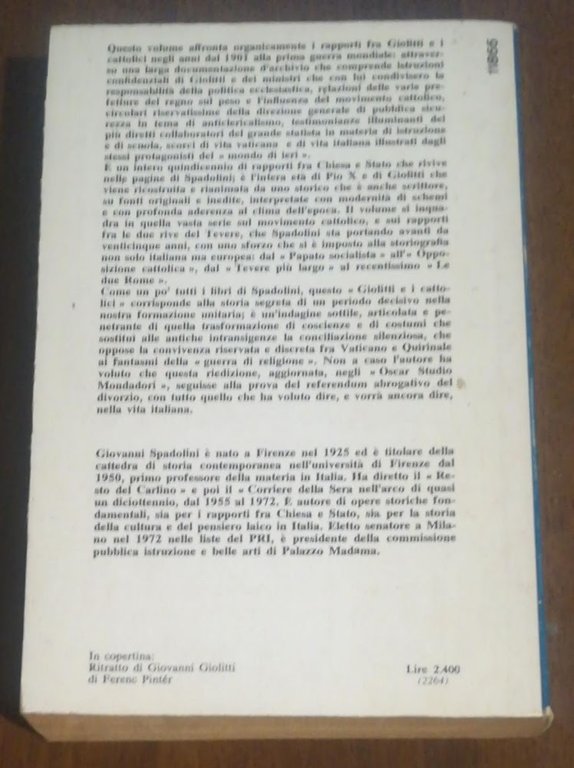 Questo volume affronta organicamente i rapporti fra Giolitti e i
cattolici negli anni dal 1901 alla prima guerra mondiale: attraver-
so una larga documentazione d'archivio che comprende istruzioni
confidenziali di Giolitti e dei ministri che con lui condivisero la
responsabilità della politica ecclesiastica, relazioni delle varie pre-
fetture del regno sul peso e l'influenza del movimento cattolico,
circolari riservatissime della direzione generale di pubblica sicu-
rezza in tema di anticlericalismo, testimonianze illuminanti dei
più diretti collaboratori del grande statista in materia di istruzione
e di scuola, scorci di vita vaticana e di vita italiana illustrati dagli
stessi protagonisti del « mondo di ieri ».
È un intero quindicennio di rapporti fra Chiesa e Stato che rivive
nelle pagine di Spadolini; è l'intera età di Pio X e di Giolitti che
viene ricostruita e rianimata da uno storico che è anche scrittore,
su fonti originali e inedite, interpretate con modernità di schemi
e con profonda aderenza al clima dell'epoca. Il volume si inqua-
dra in quella vasta serie sul movimento cattolico, e sui rapporti
fra le due rive del Tevere, che Spadolini sta portando avanti da
venticinque anni, con uno sforzo che si è imposto alla storiografia
non solo italiana ma europea: dal « Papato socialista » all'« Oppo-
sizione cattolica », dal « Tevere più largo » al recentissimo « Le
due Rome ».
Come un po' tutti i libri di Spadolini, questo « Giolitti e i catto-
lici » corrisponde alla storia segreta di un periodo decisivo nella
nostra formazione unitaria; è un'indagine sottile, articolata e pe-
netrante di quella trasformazione di coscienze e di costumi che
sostituì alle antiche intransigenze la conciliazione silenziosa, che
oppose la convivenza riservata e discreta fra Vaticano e Quirinale
ai fantasmi della « guerra di religione ». Non a caso l'autore ha
voluto che questa riedizione, aggiornata, negli « Oscar Studio
Mondadori », seguisse alla prova del referendum abrogativo del
divorzio, con tutto quello che ha voluto dire, e vorrà ancora dire,
nella vita italiana.
Giovanni Spadolini è nato a Firenze nel 1925 ed è titolare della
cattedra di storia contemporanea nell'università di Firenze dal
1950, primo professore della materia in Italia. Ha diretto il « Re-
sto del Carlino » e poi il « Corriere della Sera nell'arco di quasi
un diciottennio, dal 1955 al 1972. È autore di opere storiche fon-
damentali, sia per i rapporti fra Chiesa e Stato, sia per la storia
della cultura e del pensiero laico in Italia. Eletto senatore a Mila-
no nel 1972 nelle liste del PRI, è presidente della commissione
pubblica istruzione e belle arti di Palazzo Madama.
In copertina:
Ritratto di Giovanni Giolitti
di Ferenc Pintér
Lire 2.400
(2264)